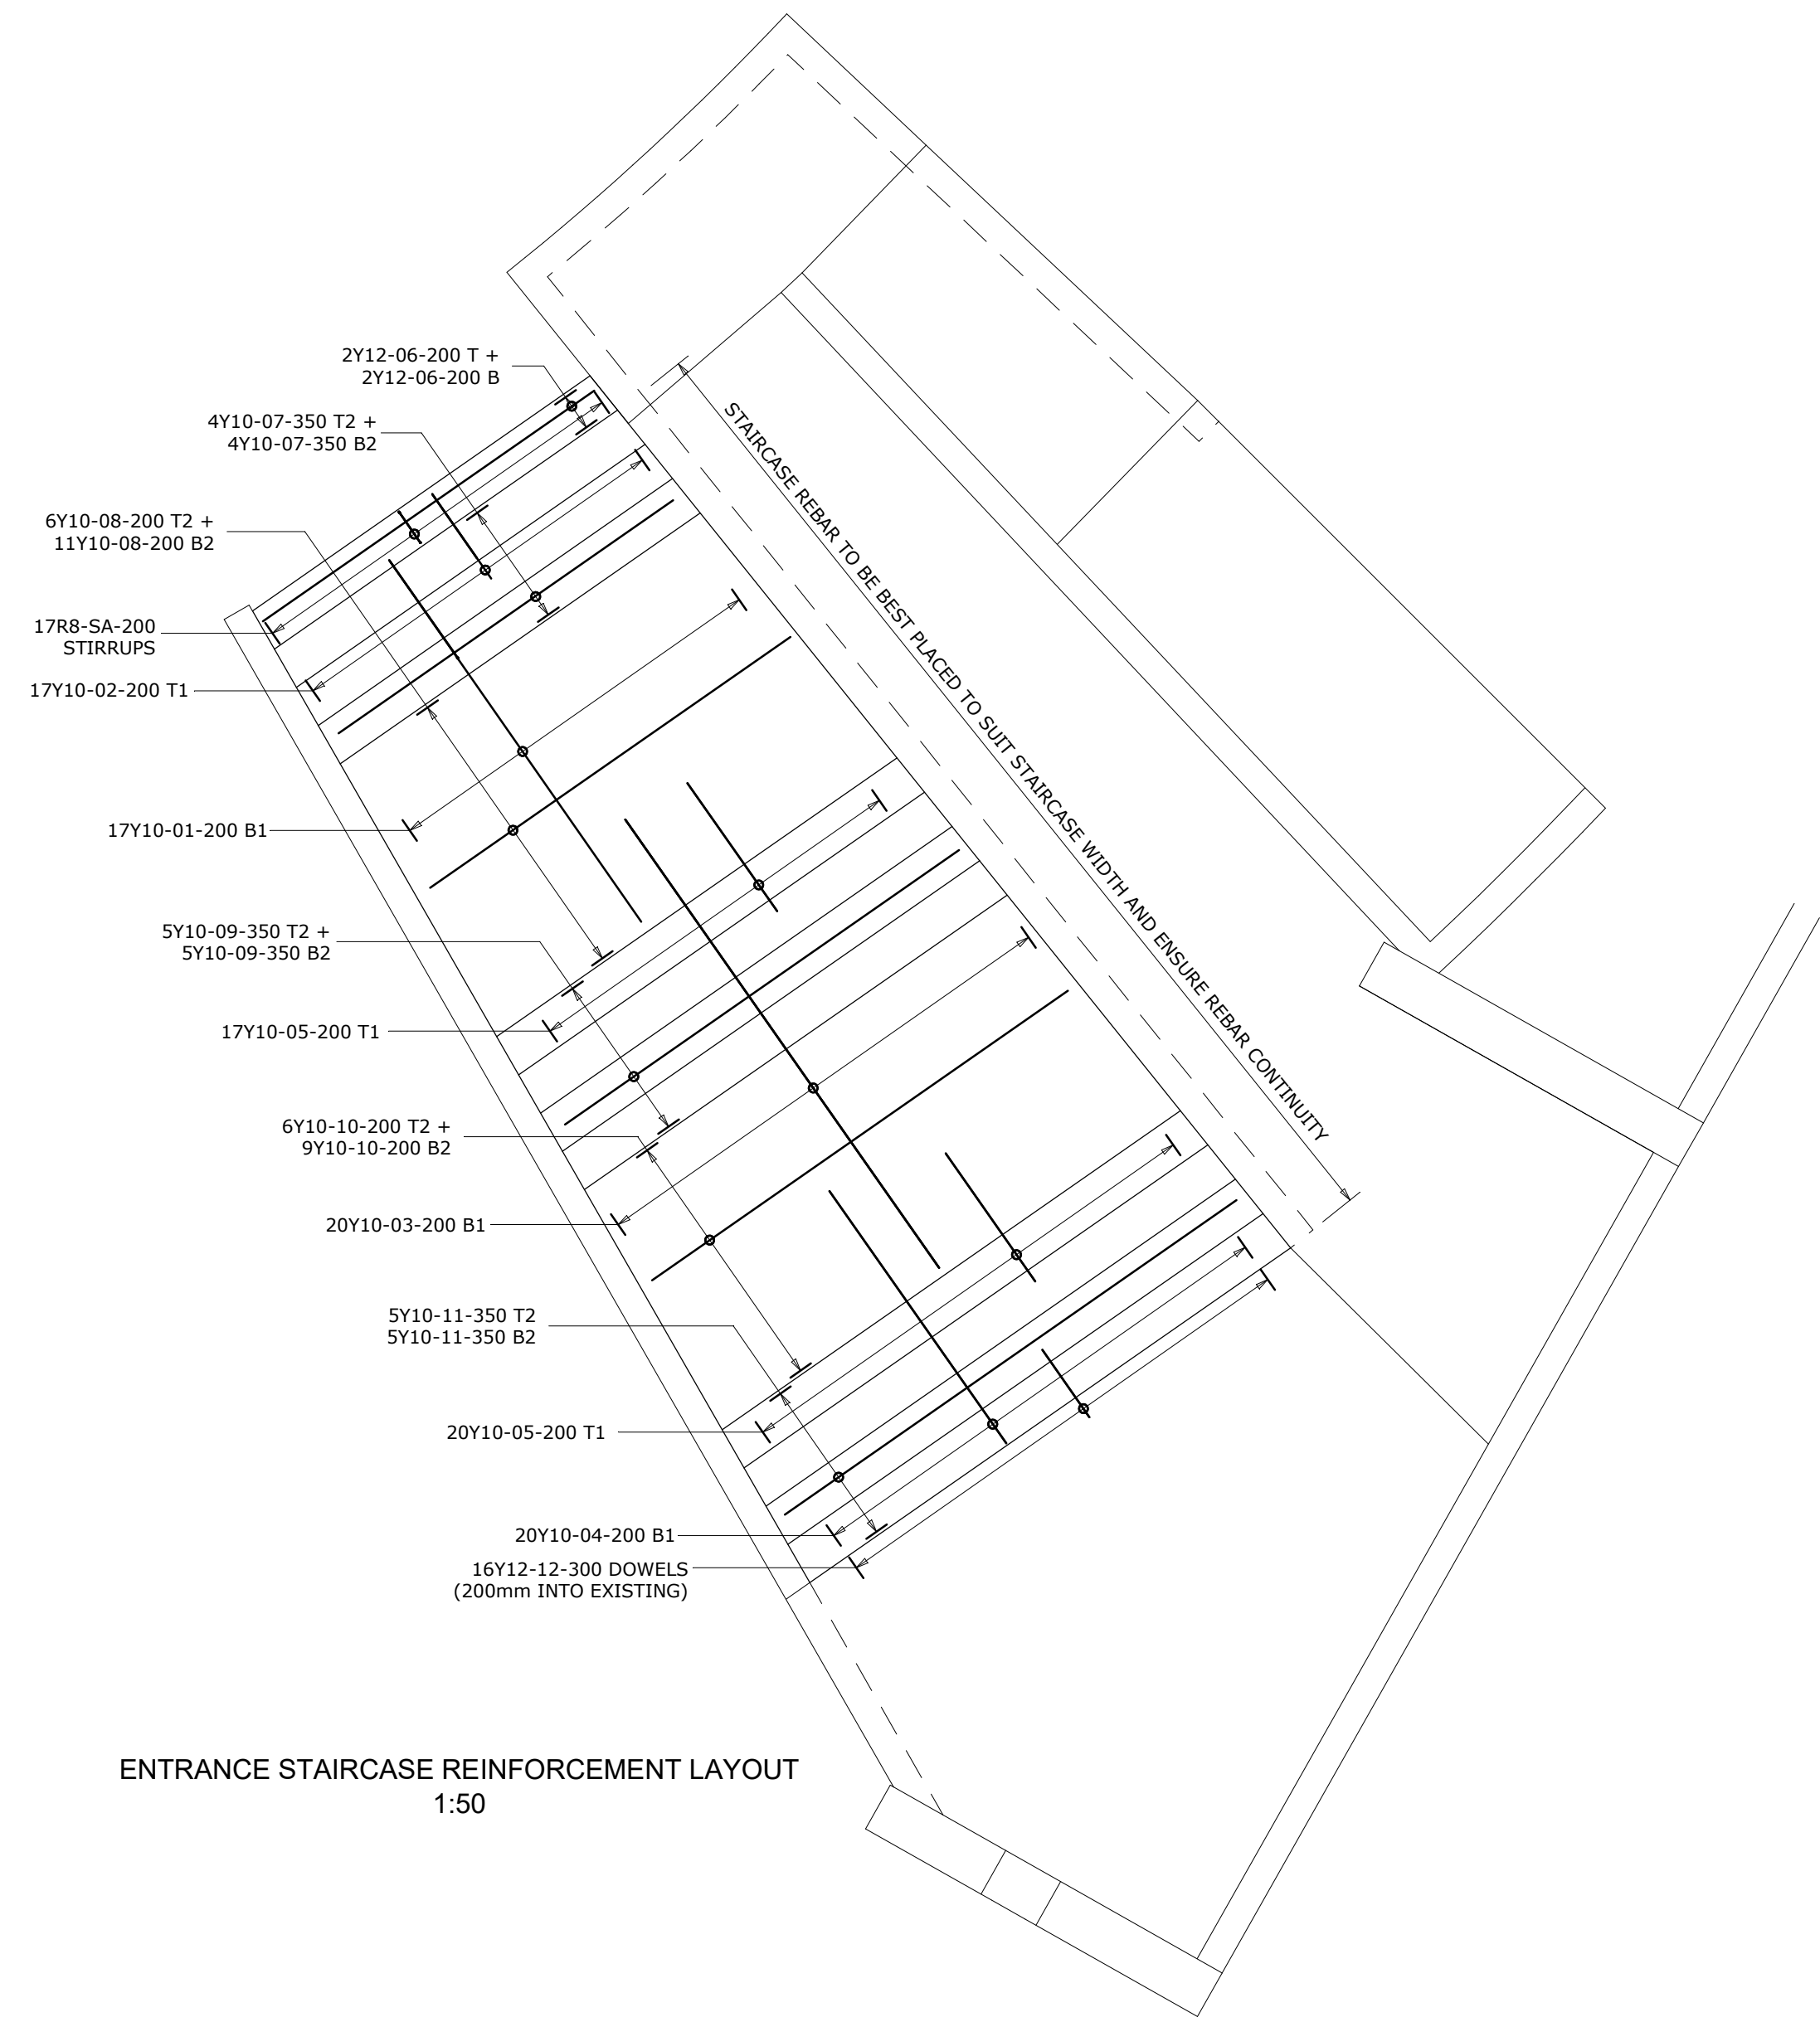 2Y12-06-200 T +
2Y12-06-200 B
4Y10-07-350 T2 +
4Y10-07-350 B2
6Y10-08-200 T2 +
11Y10-08-200 B2
17R8-SA-200
STIRRUPS
17Y10-02-200 T1
17Y10-01-200 B1
5Y10-09-350 T2 +
5Y10-09-350 B2
17Y10-05-200 T1
6Y10-10-200 T2 +
9Y10-10-200 B2
20Y10-03-200 B1
5Y10-11-350 T2
5Y10-11-350 B2
20Y10-05-200 T1
20Y10-04-200 B1
16Y12-12-300 DOWELS
(200mm INTO EXISTING)
STAIRCASE REBAR TO BE BEST PLACED TO SUIT STAIRCASE WIDTH AND ENSURE REBAR CONTINUITY
ENTRANCE STAIRCASE REINFORCEMENT LAYOUT
1:50